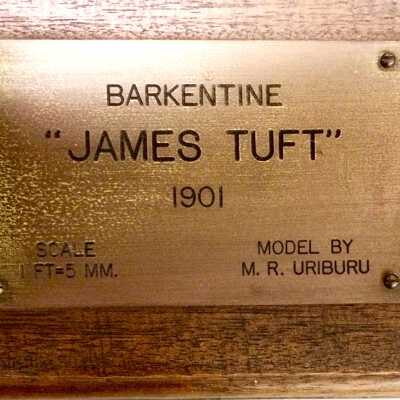 BARKENTINE
"JAMES TUFT"
1901
SCALE
1 FT=5 MM.
MODEL BY
M. R. URIBURU